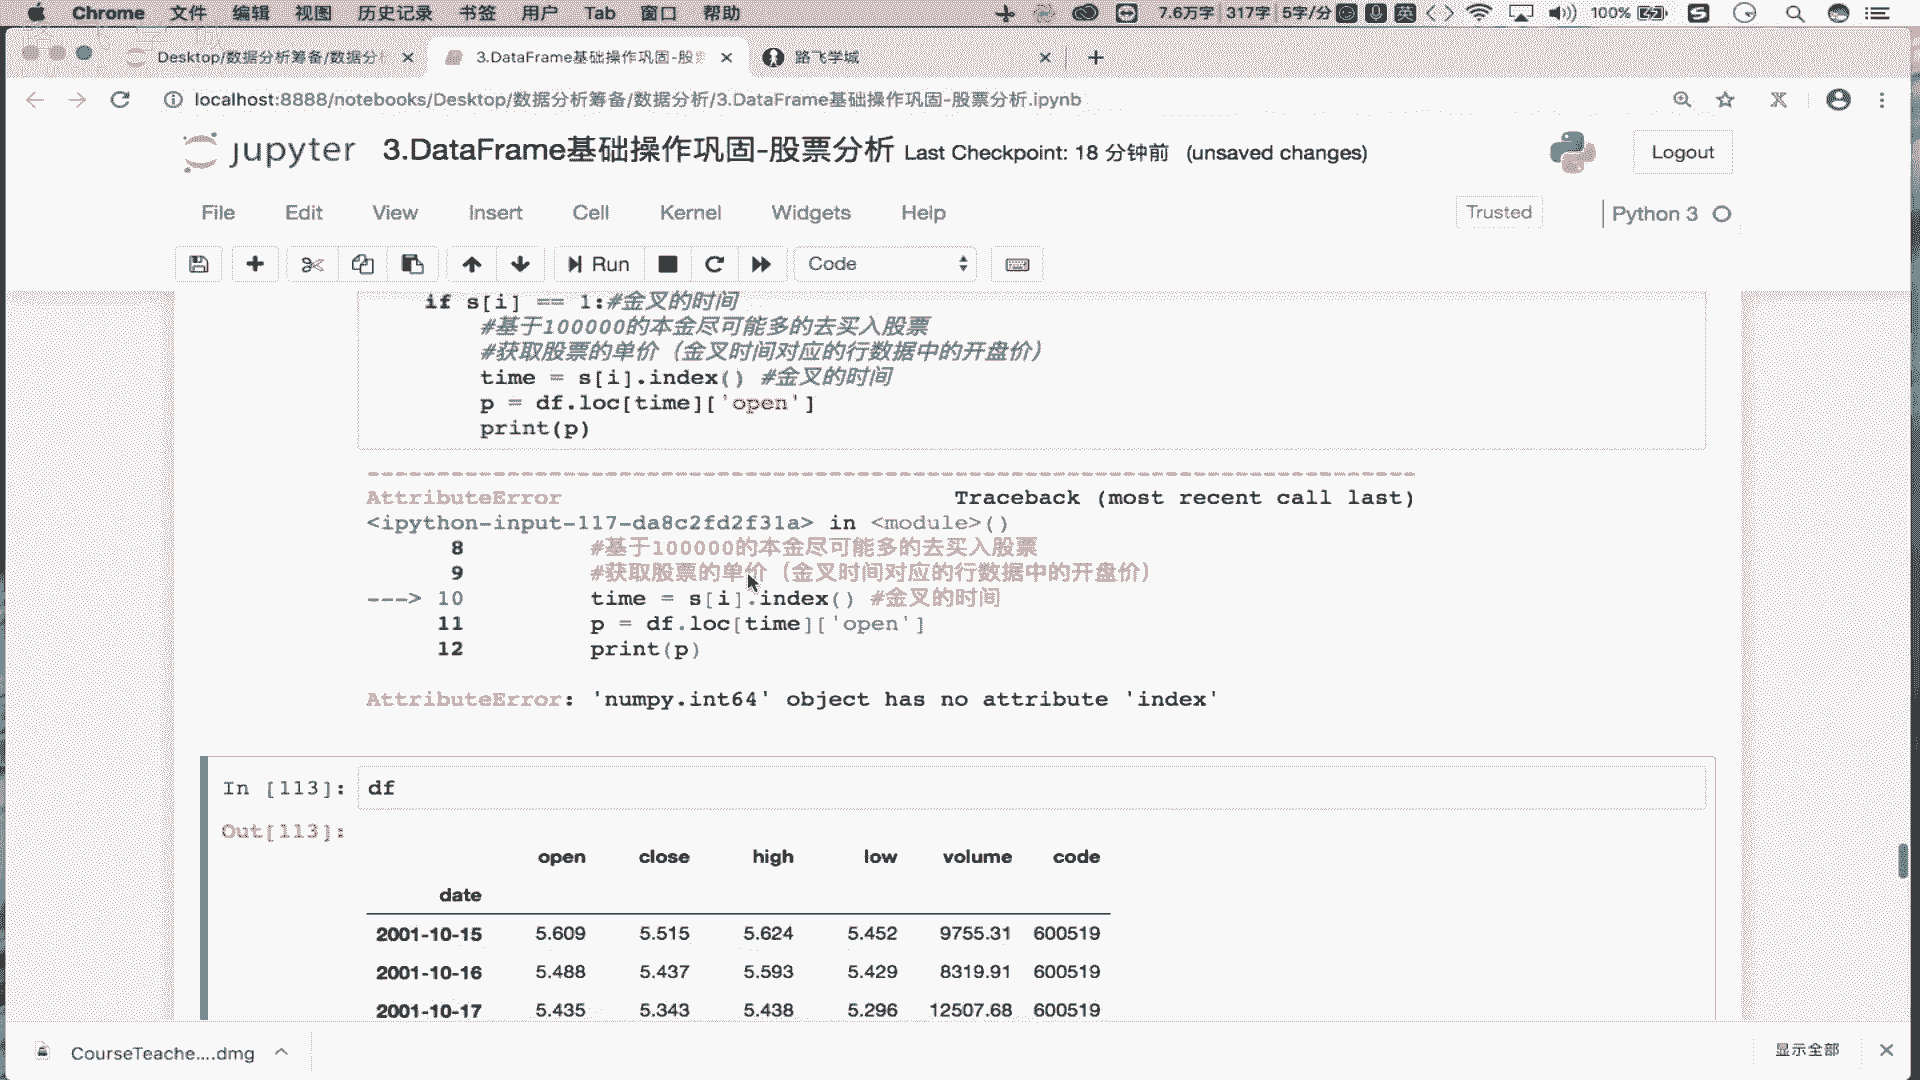 Chrome 文件 编辑 视图 历史记录 书签 用户 Tab 窗口 帮助 7.6万字 317字 5字/分 英 100%
Desktop/数据分析筹备/数据分 3.DataFrame基础操作巩固-股 路飞学城
localhost:8888/notebooks/Desktop/数据分析筹备/数据分析/3.DataFrame基础操作巩固-股票分析.ipynb
jupyter 3.DataFrame基础操作巩固-股票分析 Last Checkpoint: 18 分钟前 (unsaved changes) Logout
File Edit View Insert Cell Kernel Widgets Help Trusted Python 3
Run Code
if s[i] == 1:#金叉的时间
#基于100000的本金尽可能多的去买入股票
#获取股票的单价（金叉时间对应的行数据中的开盘价）
time = s[i].index() #金叉的时间
p = df.loc[time]['open']
print(p)
---------------------------------------------------------------------------
AttributeError Traceback (most recent call last)
<ipython-input-117-da8c2fd2f31a> in <module>()
8 #基于100000的本金尽可能多的去买入股票
9 #获取股票的单价（金叉时间对应的行数据中的开盘价）
---> 10 time = s[i].index() #金叉的时间
11 p = df.loc[time]['open']
12 print(p)
AttributeError: 'numpy.int64' object has no attribute 'index'
In [113]: df
Out[113]:
open close high low volume code
date
2001-10-15 5.609 5.515 5.624 5.452 9755.31 600519
2001-10-16 5.488 5.437 5.593 5.429 8319.91 600519
2001-10-17 5.435 5.343 5.438 5.296 12507.68 600519
CourseTeache....dmg 显示全部